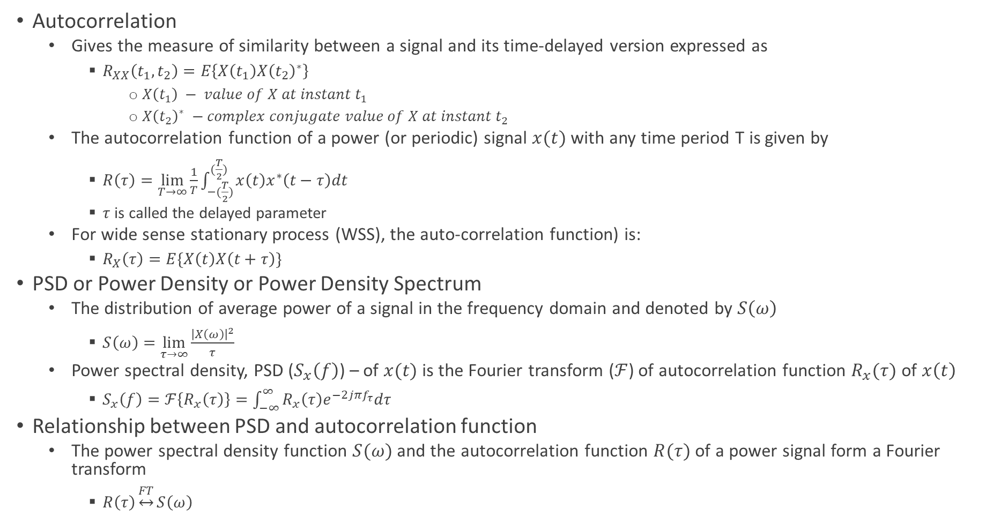 • Autocorrelation
• Gives the measure of similarity between a signal and its time-delayed version expressed as
▪ $R_{XX}(t_1, t_2) = E\{X(t_1)X(t_2)^*\}$
○ $X(t_1)$ − value of X at instant $t_1$
○ $X(t_2)^*$ − complex conjugate value of X at instant $t_2$
• The autocorrelation function of a power (or periodic) signal $x(t)$ with any time period T is given by
▪ $R(\tau) = \lim_{T \to \infty} \frac{1}{T} \int_{-(\frac{T}{2})}^{(\frac{T}{2})} x(t)x^*(t - \tau)dt$
▪ $\tau$ is called the delayed parameter
• For wide sense stationary process (WSS), the auto-correlation function) is:
▪ $R_X(\tau) = E\{X(t)X(t + \tau)\}$
• PSD or Power Density or Power Density Spectrum
• The distribution of average power of a signal in the frequency domain and denoted by $S(\omega)$
▪ $S(\omega) = \lim_{\tau \to \infty} \frac{|X(\omega)|^2}{\tau}$
• Power spectral density, PSD ($S_x(f)$) – of $x(t)$ is the Fourier transform ($\mathcal{F}$) of autocorrelation function $R_x(\tau)$ of $x(t)$
▪ $S_x(f) = \mathcal{F}\{R_x(\tau)\} = \int_{-\infty}^{\infty} R_x(\tau)e^{-2j\pi f_\tau}d\tau$
• Relationship between PSD and autocorrelation function
• The power spectral density function $S(\omega)$ and the autocorrelation function $R(\tau)$ of a power signal form a Fourier
transform
▪ $R(\tau) \overset{FT}{\leftrightarrow} S(\omega)$